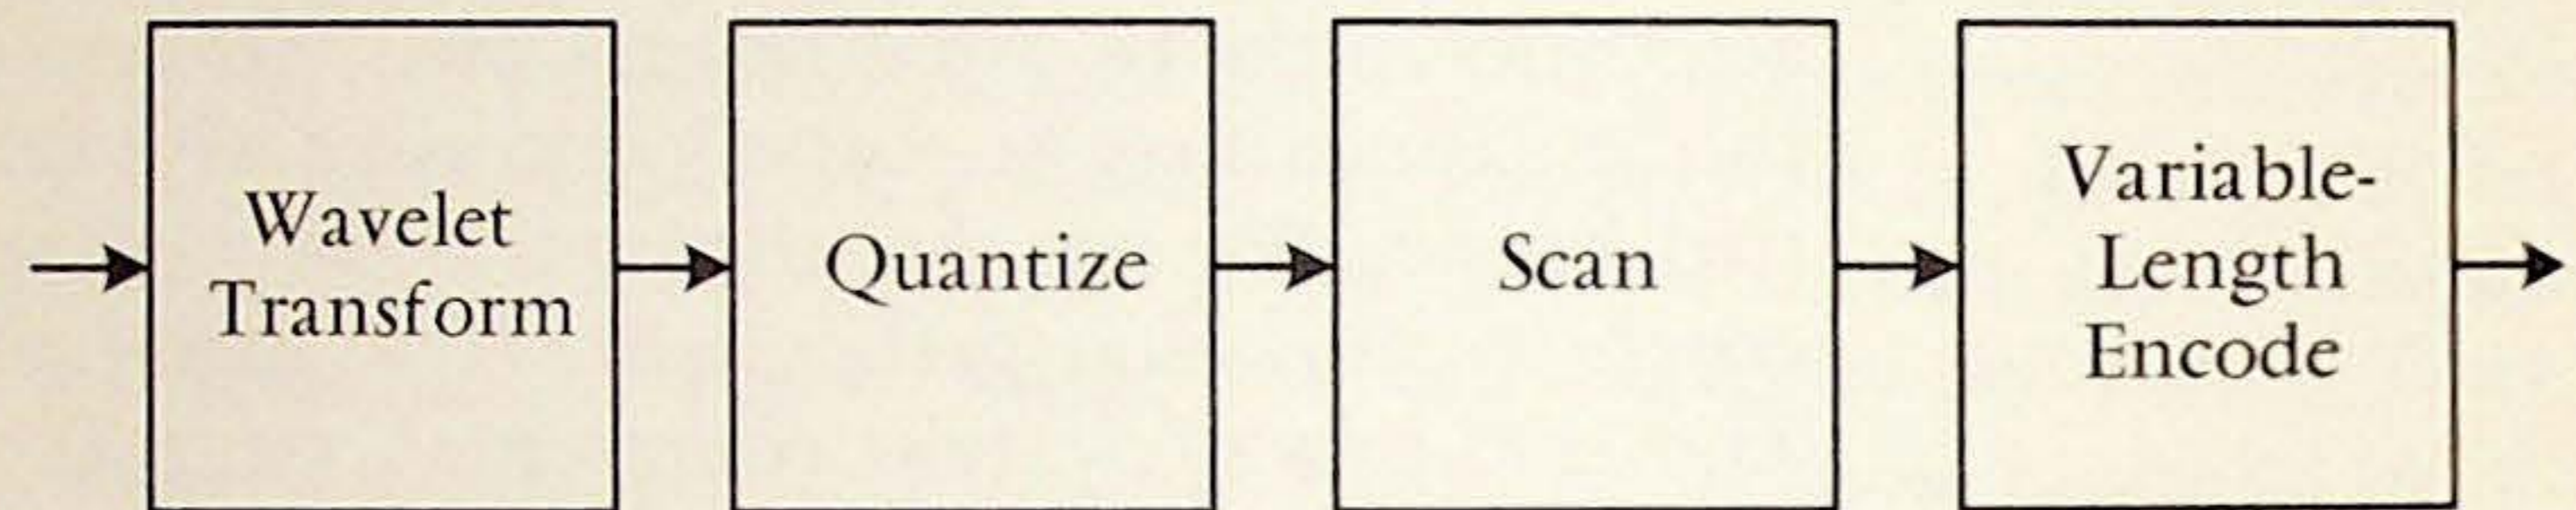 Wavelet
Transform
Quantize
Scan
Variable-
Length
Encode